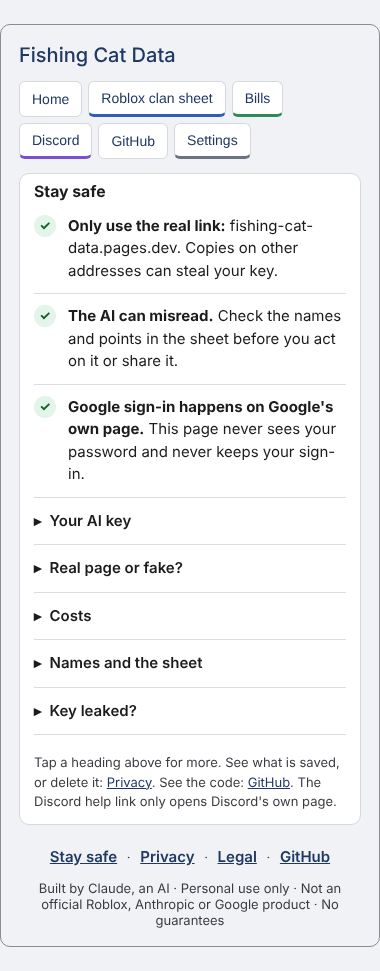 Fishing Cat Data
Home
Roblox clan sheet
Bills
Discord
GitHub
Settings
Stay safe
Only use the real link: fishing-cat-
data.pages.dev. Copies on other
addresses can steal your key.
The AI can misread. Check the names
and points in the sheet before you act
on it or share it.
Google sign-in happens on Google's
own page. This page never sees your
password and never keeps your sign-
in.
Your AI key
Real page or fake?
Costs
Names and the sheet
Key leaked?
Tap a heading above for more. See what is saved,
or delete it: Privacy. See the code: GitHub. The
Discord help link only opens Discord's own page.
Stay safe · Privacy · Legal · GitHub
Built by Claude, an AI · Personal use only · Not an
official Roblox, Anthropic or Google product · No
guarantees